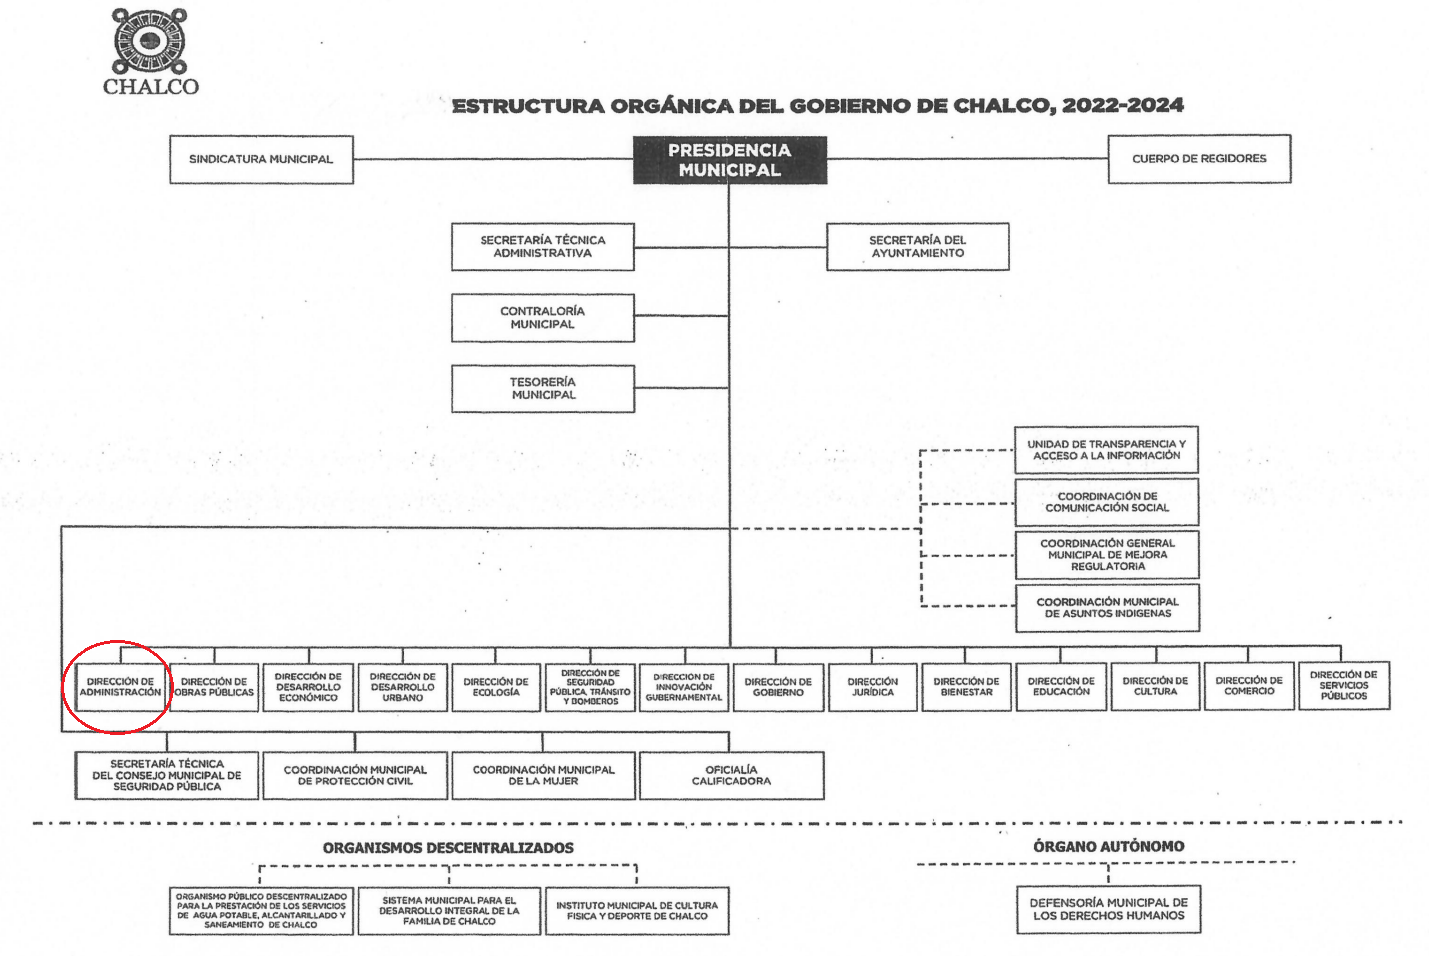 CHALCO
ESTRUCTURA ORGÁNICA DEL GOBIERNO DE CHALCO, 2022-2024
SINDICATURA MUNICIPAL
PRESIDENCIA
MUNICIPAL
CUERPO DE REGIDORES
SECRETARÍA TÉCNICA
ADMINISTRATIVA
SECRETARÍA DEL
AYUNTAMIENTO
CONTRALORÍA
MUNICIPAL
TESORERÍA
MUNICIPAL
UNIDAD DE TRANSPARENCIA Y
ACCESO A LA INFORMACIÓN
COORDINACIÓN DE
COMUNICACIÓN SOCIAL
COORDINACIÓN GENERAL
MUNICIPAL DE MEJORA
REGULATORIA
COORDINACIÓN MUNICIPAL
DE ASUNTOS INDIGENAS
DIRECCIÓN DE
ADMINISTRACIÓN
DIRECCIÓN DE
OBRAS PÚBLICAS
DIRECCIÓN DE
DESARROLLO
ECONÓMICO
DIRECCIÓN DE
DESARROLLO
URBANO
DIRECCIÓN DE
ECOLOGÍA
DIRECCIÓN DE
SEGURIDAD
PÚBLICA, TRÁNSITO
Y BOMBEROS
DIRECCION DE
INNOVACIÓN
GUBERNAMENTAL
DIRECCIÓN DE
GOBIERNO
DIRECCIÓN
JURÍDICA
DIRECCIÓN DE
BIENESTAR
DIRECCIÓN DE
EDUCACIÓN
DIRECCIÓN DE
CULTURA
DIRECCIÓN DE
COMERCIO
DIRECCIÓN DE
SERVICIOS
PÚBLICOS
SECRETARÍA TÉCNICA
DEL CONSEJO MUNICIPAL DE
SEGURIDAD PÚBLICA
COORDINACIÓN MUNICIPAL
DE PROTECCIÓN CIVIL
COORDINACIÓN MUNICIPAL
DE LA MUJER
OFICIALÍA
CALIFICADORA
ORGANISMOS DESCENTRALIZADOS
ORGANISMO PÚBLICO DESCENTRALIZADO
PARA LA PRESTACIÓN DE LOS SERVICIOS
DE AGUA POTABLE, ALCANTARILLADO Y
SANEAMIENTO DE CHALCO
SISTEMA MUNICIPAL PARA EL
DESARROLLO INTEGRAL DE LA
FAMILIA DE CHALCO
INSTITUTO MUNICIPAL DE CULTURA
FISICA Y DEPORTE DE CHALCO
ÓRGANO AUTÓNOMO
DEFENSORÍA MUNICIPAL DE
LOS DERECHOS HUMANOS